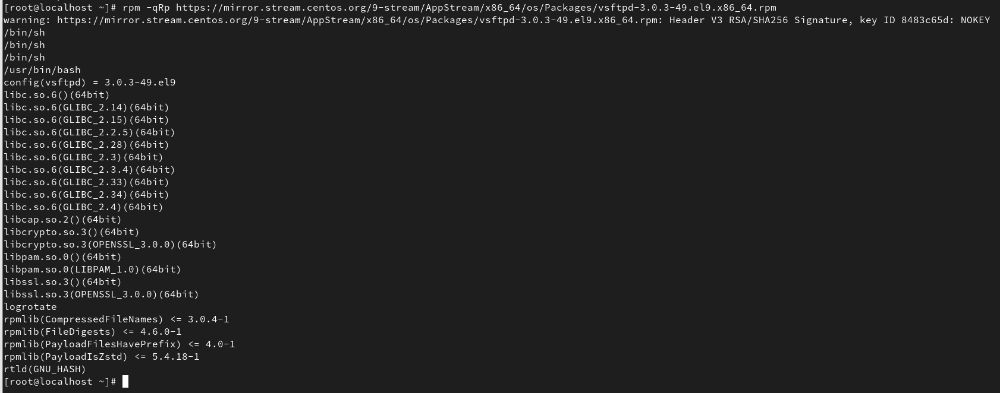 [root@localhost ~]# rpm -qRp https://mirror.stream.centos.org/9-stream/AppStream/x86_64/os/Packages/vsftpd-3.0.3-49.el9.x86_64.rpm
warning: https://mirror.stream.centos.org/9-stream/AppStream/x86_64/os/Packages/vsftpd-3.0.3-49.el9.x86_64.rpm: Header V3 RSA/SHA256 Signature, key ID 8483c65d: NOKEY
/bin/sh
/bin/sh
/bin/sh
/usr/bin/bash
config(vsftpd) = 3.0.3-49.el9
libc.so.6()(64bit)
libc.so.6(GLIBC_2.14)(64bit)
libc.so.6(GLIBC_2.15)(64bit)
libc.so.6(GLIBC_2.2.5)(64bit)
libc.so.6(GLIBC_2.28)(64bit)
libc.so.6(GLIBC_2.3)(64bit)
libc.so.6(GLIBC_2.3.4)(64bit)
libc.so.6(GLIBC_2.33)(64bit)
libc.so.6(GLIBC_2.34)(64bit)
libc.so.6(GLIBC_2.4)(64bit)
libcap.so.2()(64bit)
libcrypto.so.3()(64bit)
libcrypto.so.3(OPENSSL_3.0.0)(64bit)
libpam.so.0()(64bit)
libpam.so.0(LIBPAM_1.0)(64bit)
libssl.so.3()(64bit)
libssl.so.3(OPENSSL_3.0.0)(64bit)
logrotate
rpmlib(CompressedFileNames) <= 3.0.4-1
rpmlib(FileDigests) <= 4.6.0-1
rpmlib(PayloadFilesHavePrefix) <= 4.0-1
rpmlib(PayloadIsZstd) <= 5.4.18-1
rtld(GNU_HASH)
[root@localhost ~]#